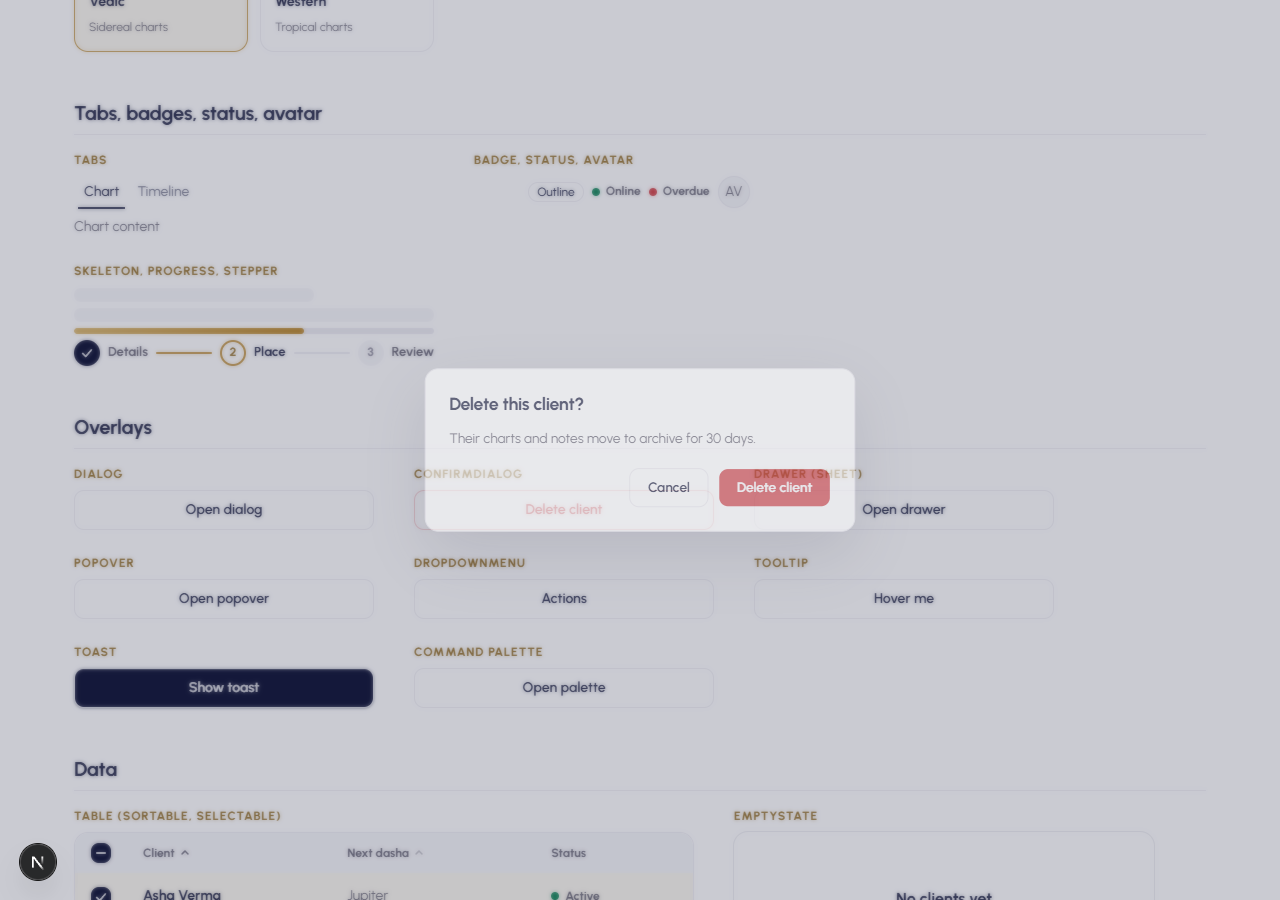 Vedic
Western
Sidereal charts
Tropical charts
Tabs, badges, status, avatar
TABS
BADGE, STATUS, AVATAR
Chart
Timeline
Outline
Online
Overdue
AV
Chart content
SKELETON, PROGRESS, STEPPER
Details
2
Place
3
Review
Delete this client?
Their charts and notes move to archive for 30 days.
Cancel
Delete client
Overlays
DIALOG
CONFIRMDIALOG
DRAWER (SHEET)
Open dialog
Delete client
Open drawer
POPOVER
DROPDOWNMENU
TOOLTIP
Open popover
Actions
Hover me
TOAST
COMMAND PALETTE
Show toast
Open palette
Data
TABLE (SORTABLE, SELECTABLE)
EMPTYSTATE
Client
Next dasha
Status
N
Asha Verma
Jupiter
Active
No clients yet